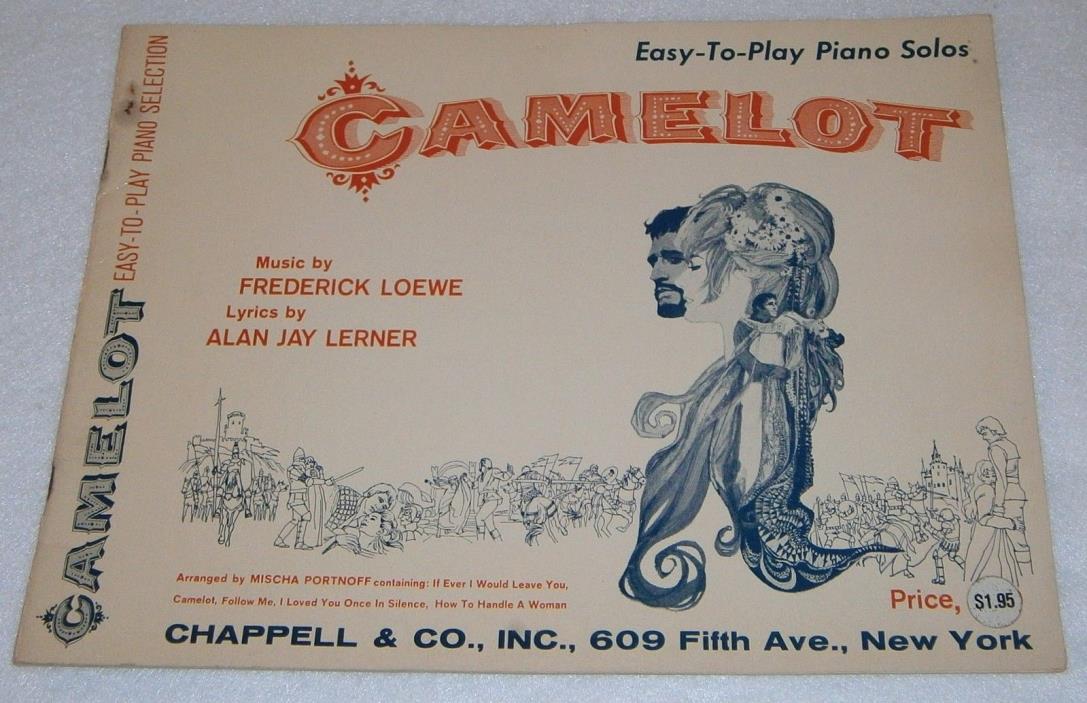 Easy-To-Play Piano Solos
CAMELOT
Music by
FREDERICK LOEWE
Lyrics by
ALAN JAY LERNER
Arranged by MISCHA PORTNOFF containing: If Ever I Would Leave You,
Camelot, Follow Me, I Loved You Once In Silence, How To Handle A Woman
Price, $1.95
CHAPPELL & CO., INC., 609 Fifth Ave., New York
CAMELOT EASY-TO-PLAY PIANO SELECTION